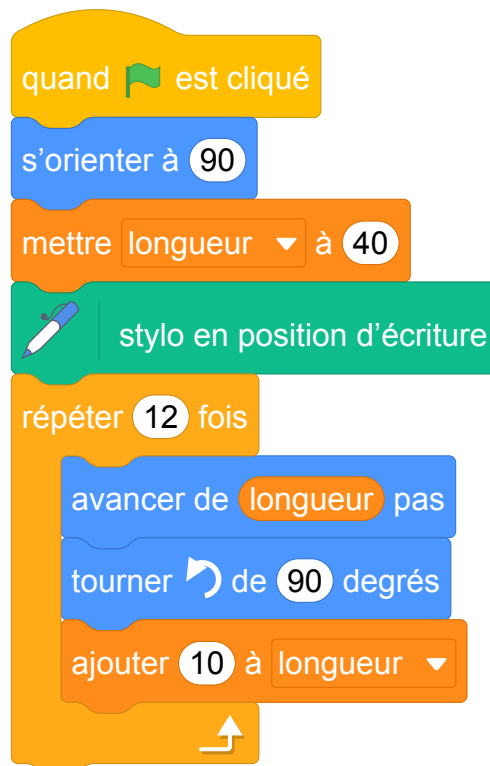 quand est cliqué
s’orienter à 90
mettre longueur à 40
stylo en position d’écriture
répéter 12 fois
avancer de longueur pas
tourner de 90 degrés
ajouter 10 à longueur